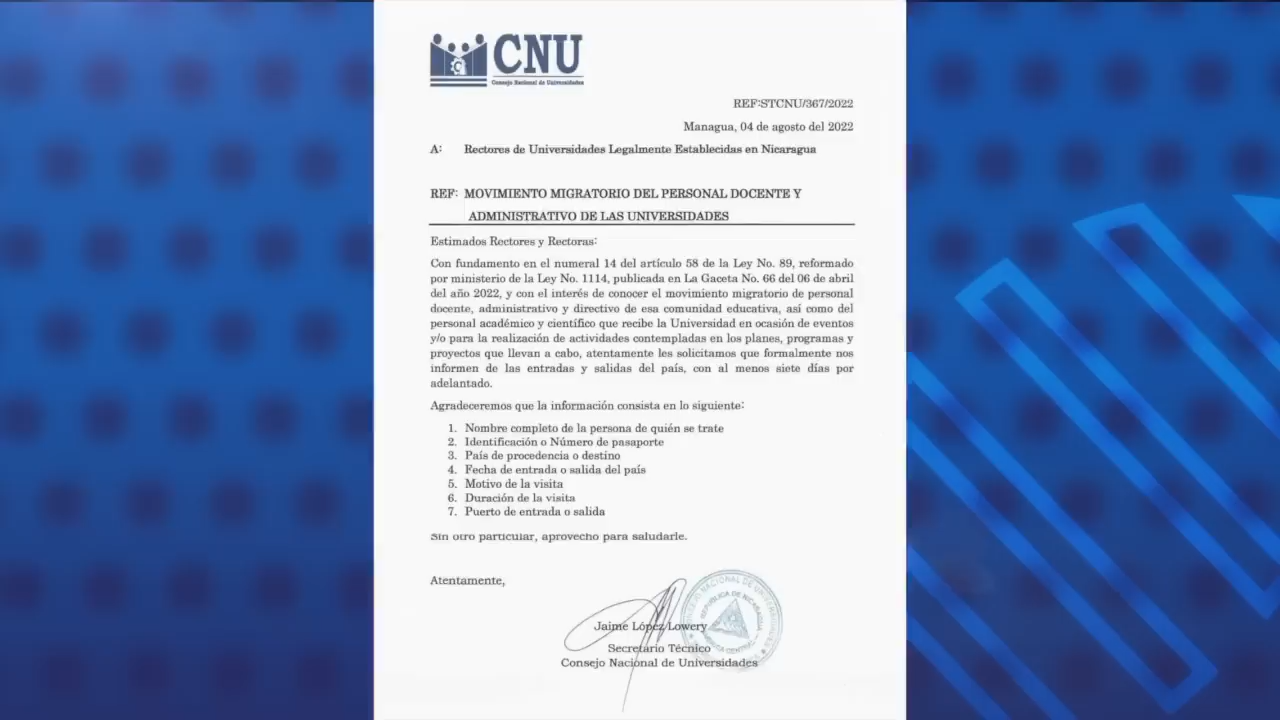 CNU
Consejo Nacional de Universidades
REF:STCNU/367/2022
Managua, 04 de agosto del 2022
A: Rectores de Universidades Legalmente Establecidas en Nicaragua
REF: MOVIMIENTO MIGRATORIO DEL PERSONAL DOCENTE Y
ADMINISTRATIVO DE LAS UNIVERSIDADES
Estimados Rectores y Rectoras:
Con fundamento en el numeral 14 del artículo 58 de la Ley No. 89, reformado
por ministerio de la Ley No. 1114, publicada en La Gaceta No. 66 del 06 de abril
del año 2022, y con el interés de conocer el movimiento migratorio de personal
docente, administrativo y directivo de esa comunidad educativa, así como del
personal académico y científico que recibe la Universidad en ocasión de eventos
y/o para la realización de actividades contempladas en los planes, programas y
proyectos que llevan a cabo, atentamente les solicitamos que formalmente nos
informen de las entradas y salidas del país, con al menos siete días por
adelantado.
Agradeceremos que la información consista en lo siguiente:
1. Nombre completo de la persona de quién se trate
2. Identificación o Número de pasaporte
3. País de procedencia o destino
4. Fecha de entrada o salida del país
5. Motivo de la visita
6. Duración de la visita
7. Puerto de entrada o salida
Sin otro particular, aprovecho para saludarle.
Atentamente,
Jaime López Lowery
Secretario Técnico
Consejo Nacional de Universidades
CONSEJO NACIONAL DE UNIVERSIDADES
REPUBLICA DE NICARAGUA